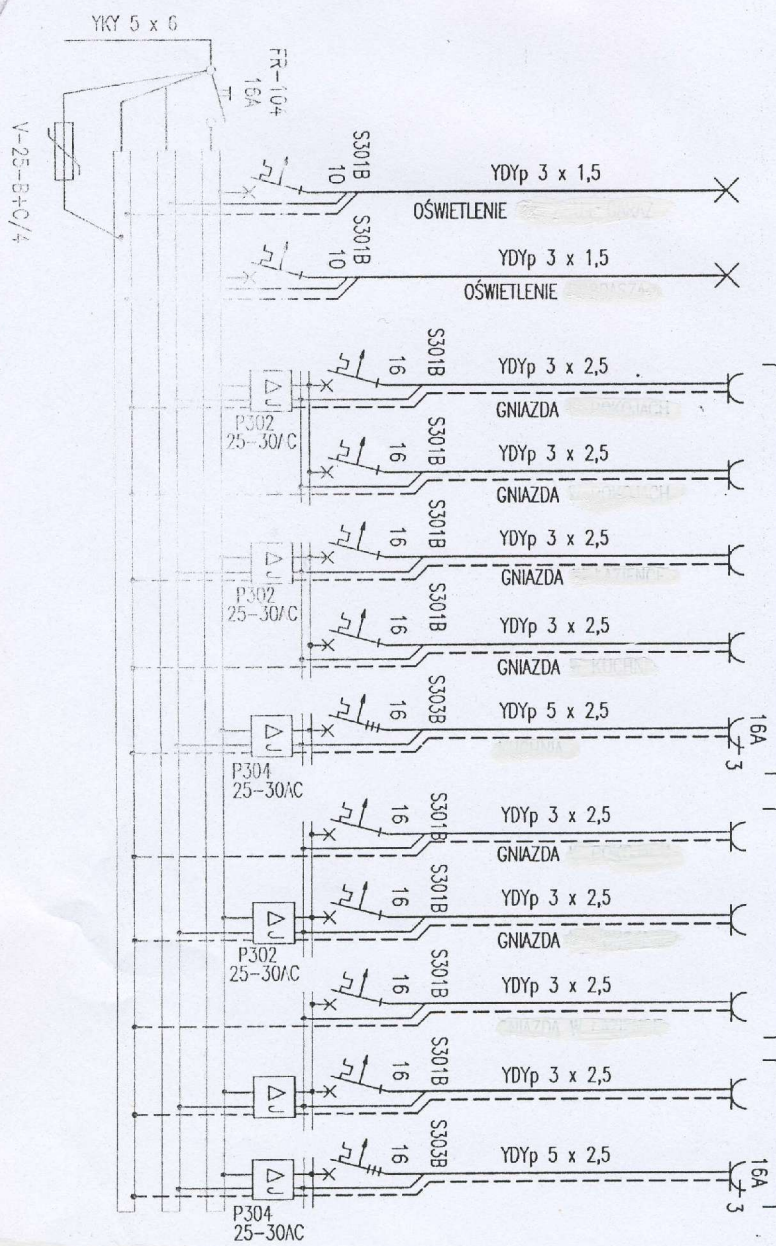 YKY 5 x 6
FR-104
16A
V-25-B+C/4
S301B
10
YDYp 3 x 1,5
OŚWIETLENIE
S301B
10
YDYp 3 x 1,5
OŚWIETLENIE
S301B
16
YDYp 3 x 2,5
GNIAZDA
P302
25-30AC
S301B
16
YDYp 3 x 2,5
GNIAZDA
S301B
16
YDYp 3 x 2,5
GNIAZDA
P302
25-30AC
S301B
16
YDYp 3 x 2,5
GNIAZDA W KUCHNI
S303B
16
YDYp 5 x 2,5
16A
3
KUCHNIA
P304
25-30AC
S301B
16
YDYp 3 x 2,5
GNIAZDA
S301B
16
YDYp 3 x 2,5
GNIAZDA
P302
25-30AC
S301B
16
YDYp 3 x 2,5
GNIAZDA W
S301B
16
YDYp 3 x 2,5
S303B
16
YDYp 5 x 2,5
16A
3
P304
25-30AC